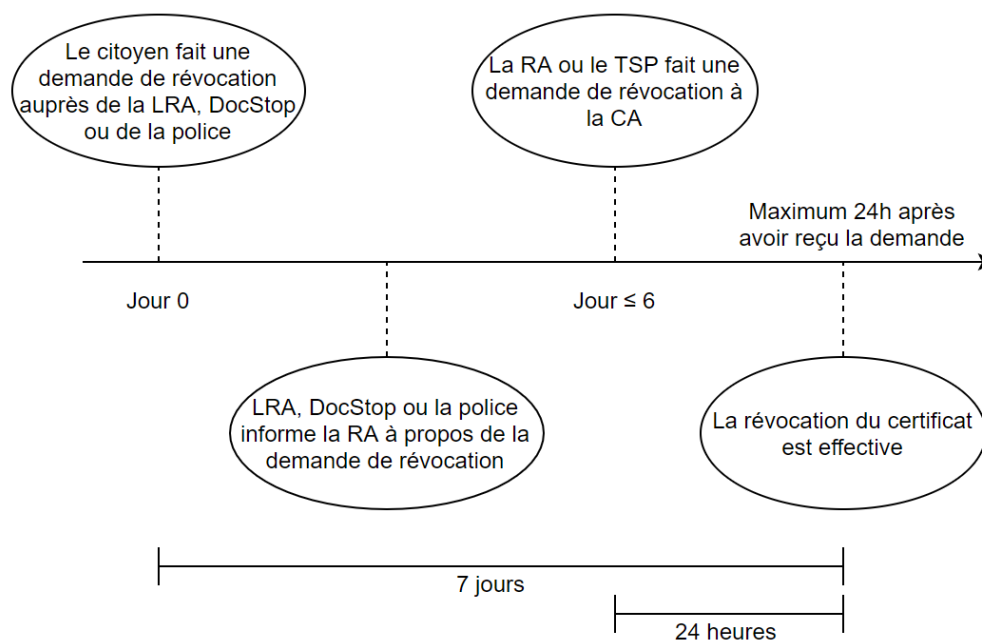 Le citoyen fait une
demande de révocation
auprès de la LRA, DocStop
ou de la police
La RA ou le TSP fait une
demande de révocation à
la CA
Maximum 24h après
avoir reçu la demande
Jour 0
Jour ≤ 6
LRA, DocStop ou la police
informe la RA à propos de la
demande de révocation
La révocation du certificat
est effective
7 jours
24 heures